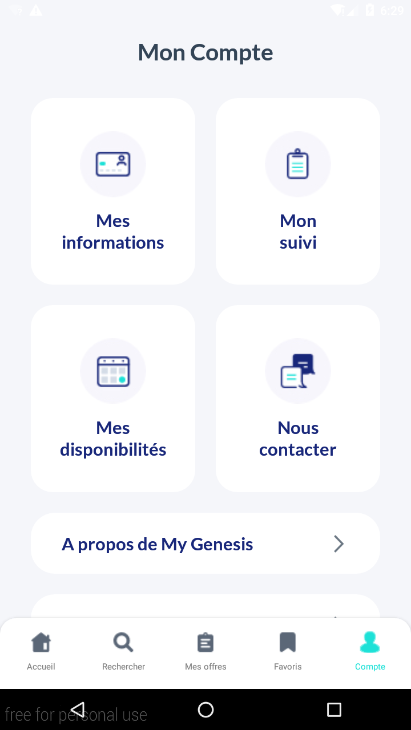 6:29
Mon Compte
Mes
informations
Mon
suivi
Mes
disponibilités
Nous
contacter
A propos de My Genesis
Accueil
Rechercher
Mes offres
Favoris
Compte
free for personal use